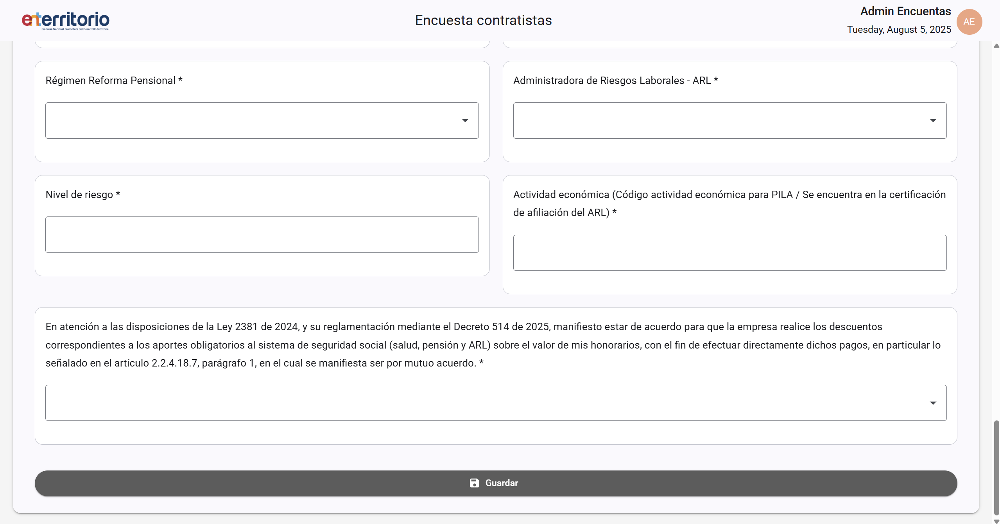 enterritorio
Empresa Nacional Promotora del Desarrollo Territorial
Encuesta contratistas
Admin Encuentas
Tuesday, August 5, 2025
AE
Régimen Reforma Pensional *
Administradora de Riesgos Laborales - ARL *
Nivel de riesgo *
Actividad económica (Código actividad económica para PILA / Se encuentra en la certificación
de afiliación del ARL) *
En atención a las disposiciones de la Ley 2381 de 2024, y su reglamentación mediante el Decreto 514 de 2025, manifiesto estar de acuerdo para que la empresa realice los descuentos
correspondientes a los aportes obligatorios al sistema de seguridad social (salud, pensión y ARL) sobre el valor de mis honorarios, con el fin de efectuar directamente dichos pagos, en particular lo
señalado en el artículo 2.2.4.18.7, parágrafo 1, en el cual se manifiesta ser por mutuo acuerdo. *
Guardar